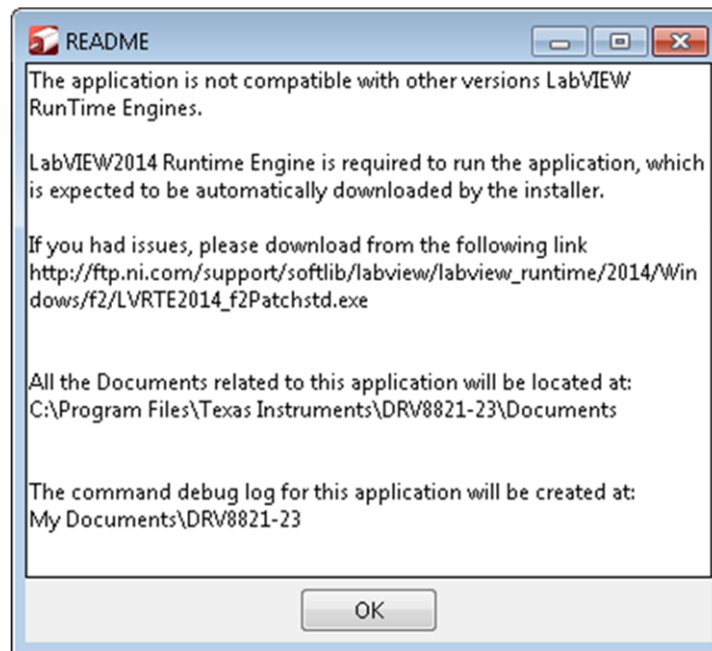 README
The application is not compatible with other versions LabVIEW
RunTime Engines.
LabVIEW2014 Runtime Engine is required to run the application, which
is expected to be automatically downloaded by the installer.
If you had issues, please download from the following link
http://ftp.ni.com/support/softlib/labview/labview_runtime/2014/Win
dows/f2/LVRTE2014_f2Patchstd.exe
All the Documents related to this application will be located at:
C:\Program Files\Texas Instruments\DRV8821-23\Documents
The command debug log for this application will be created at:
My Documents\DRV8821-23
OK